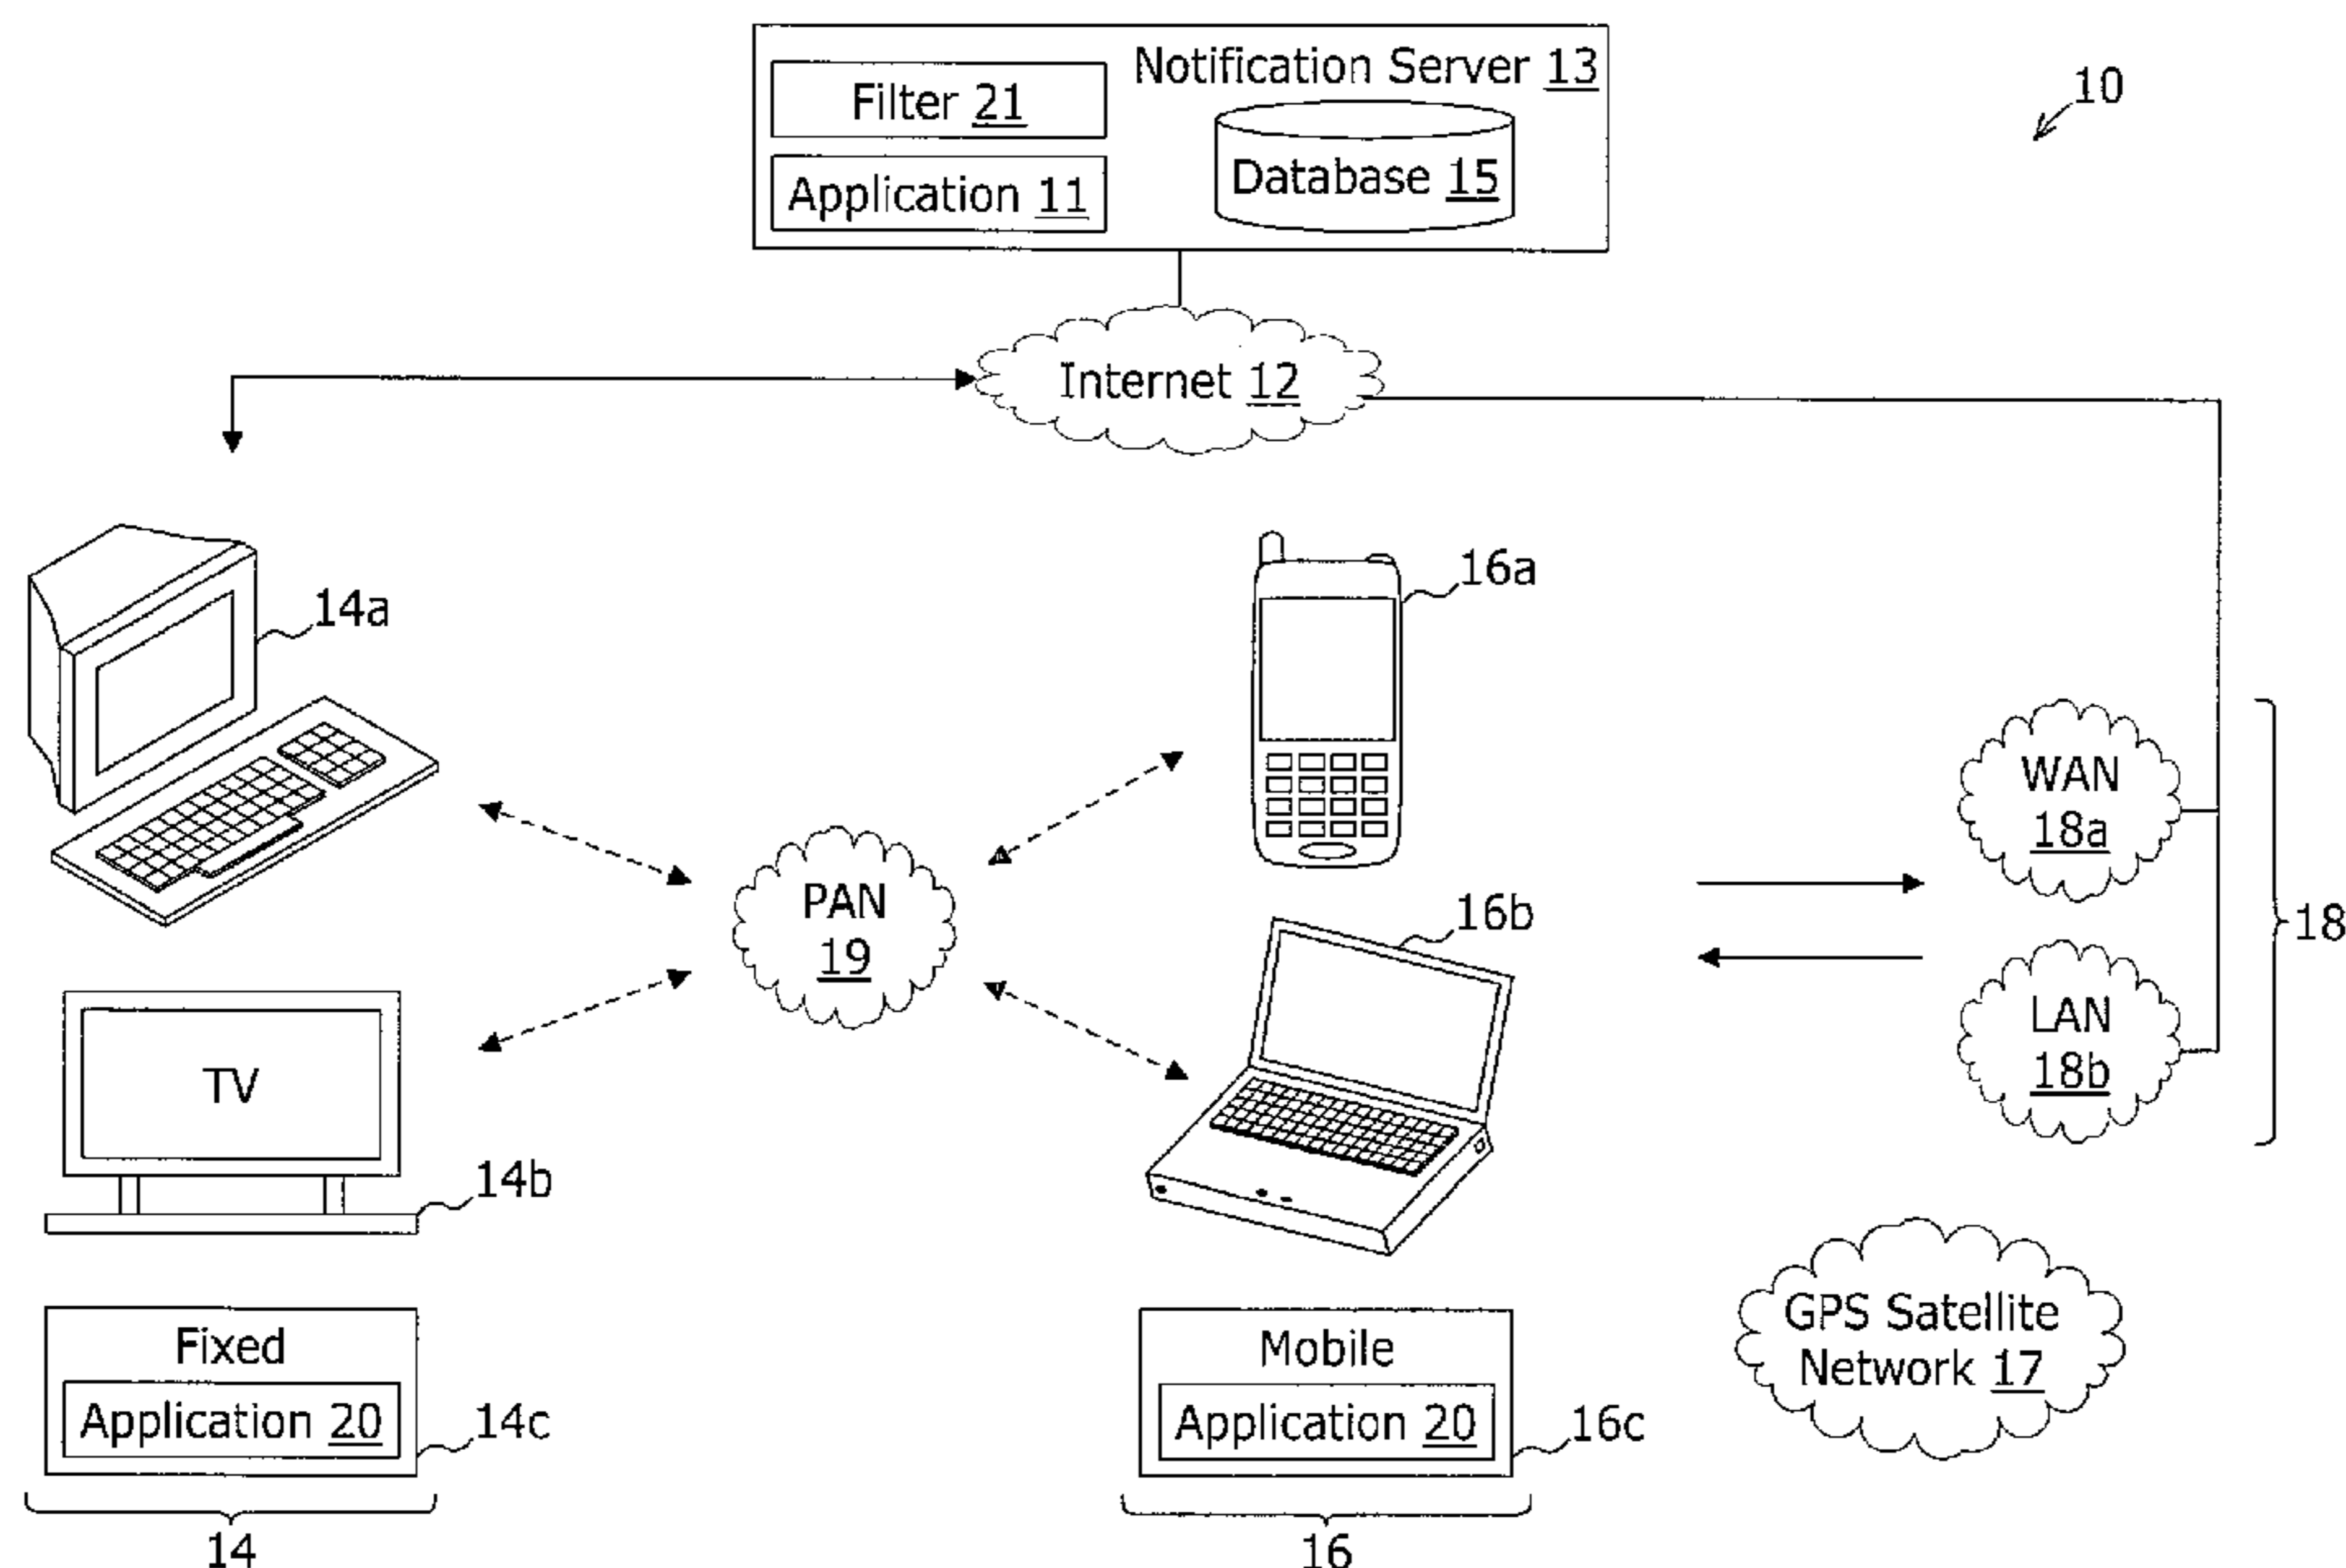 Notification Server 13
Filter 21
Application 11
Database 15
10
Internet 12
14a
16a
WAN
18a
PAN
19
16b
18
LAN
18b
TV
14b
GPS Satellite
Network 17
Fixed
Application 20
14c
Mobile
Application 20
16c
14
16